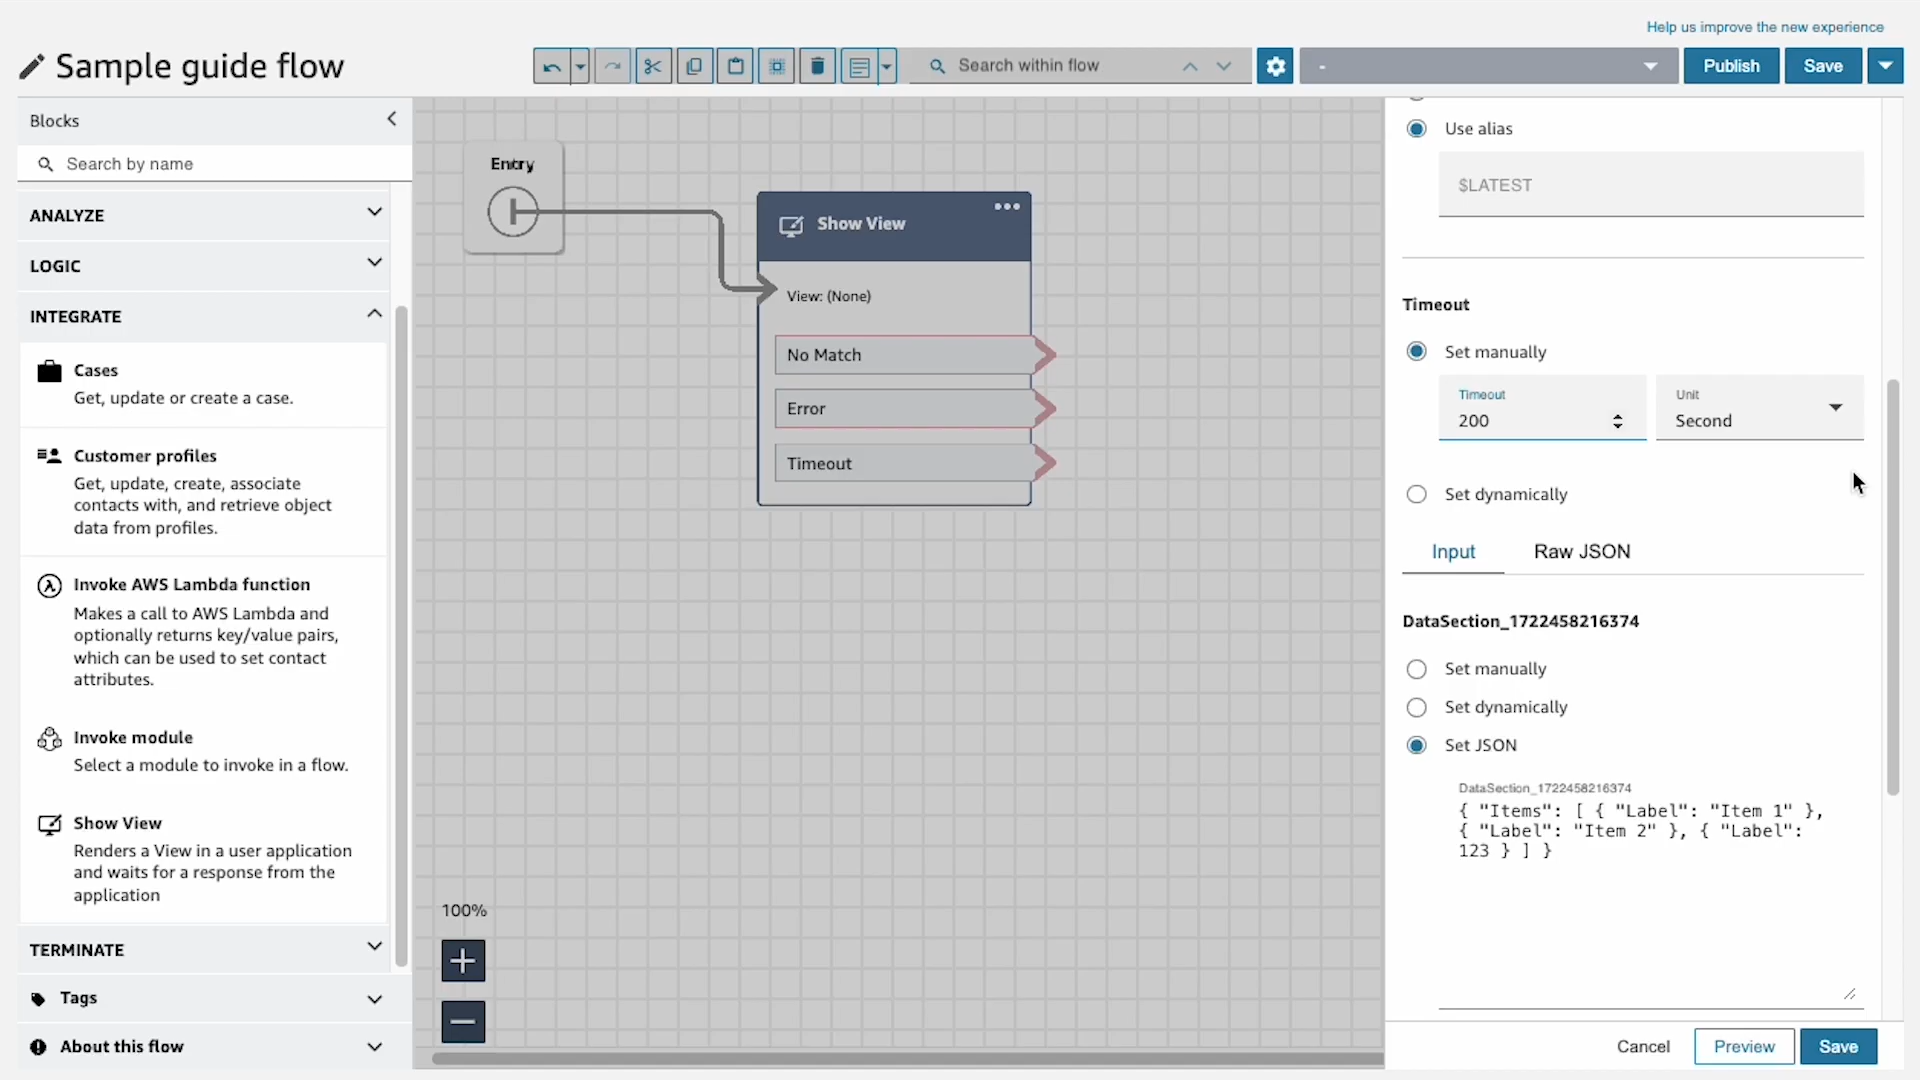 Help us improve the new experience
Sample guide flow
Search within flow
-
Publish
Save
Blocks
Search by name
ANALYZE
LOGIC
INTEGRATE
Cases
Get, update or create a case.
Customer profiles
Get, update, create, associate
contacts with, and retrieve object
data from profiles.
Invoke AWS Lambda function
Makes a call to AWS Lambda and
optionally returns key/value pairs,
which can be used to set contact
attributes.
Invoke module
Select a module to invoke in a flow.
Show View
Renders a View in a user application
and waits for a response from the
application
TERMINATE
Tags
About this flow
Entry
Show View
View: (None)
No Match
Error
Timeout
100%
Use alias
$LATEST
Timeout
Set manually
Timeout
200
Unit
Second
Set dynamically
Input
Raw JSON
DataSection_1722458216374
Set manually
Set dynamically
Set JSON
DataSection_1722458216374
{ "Items": [ { "Label": "Item 1" },
{ "Label": "Item 2" }, { "Label":
123 } ] }
Cancel
Preview
Save